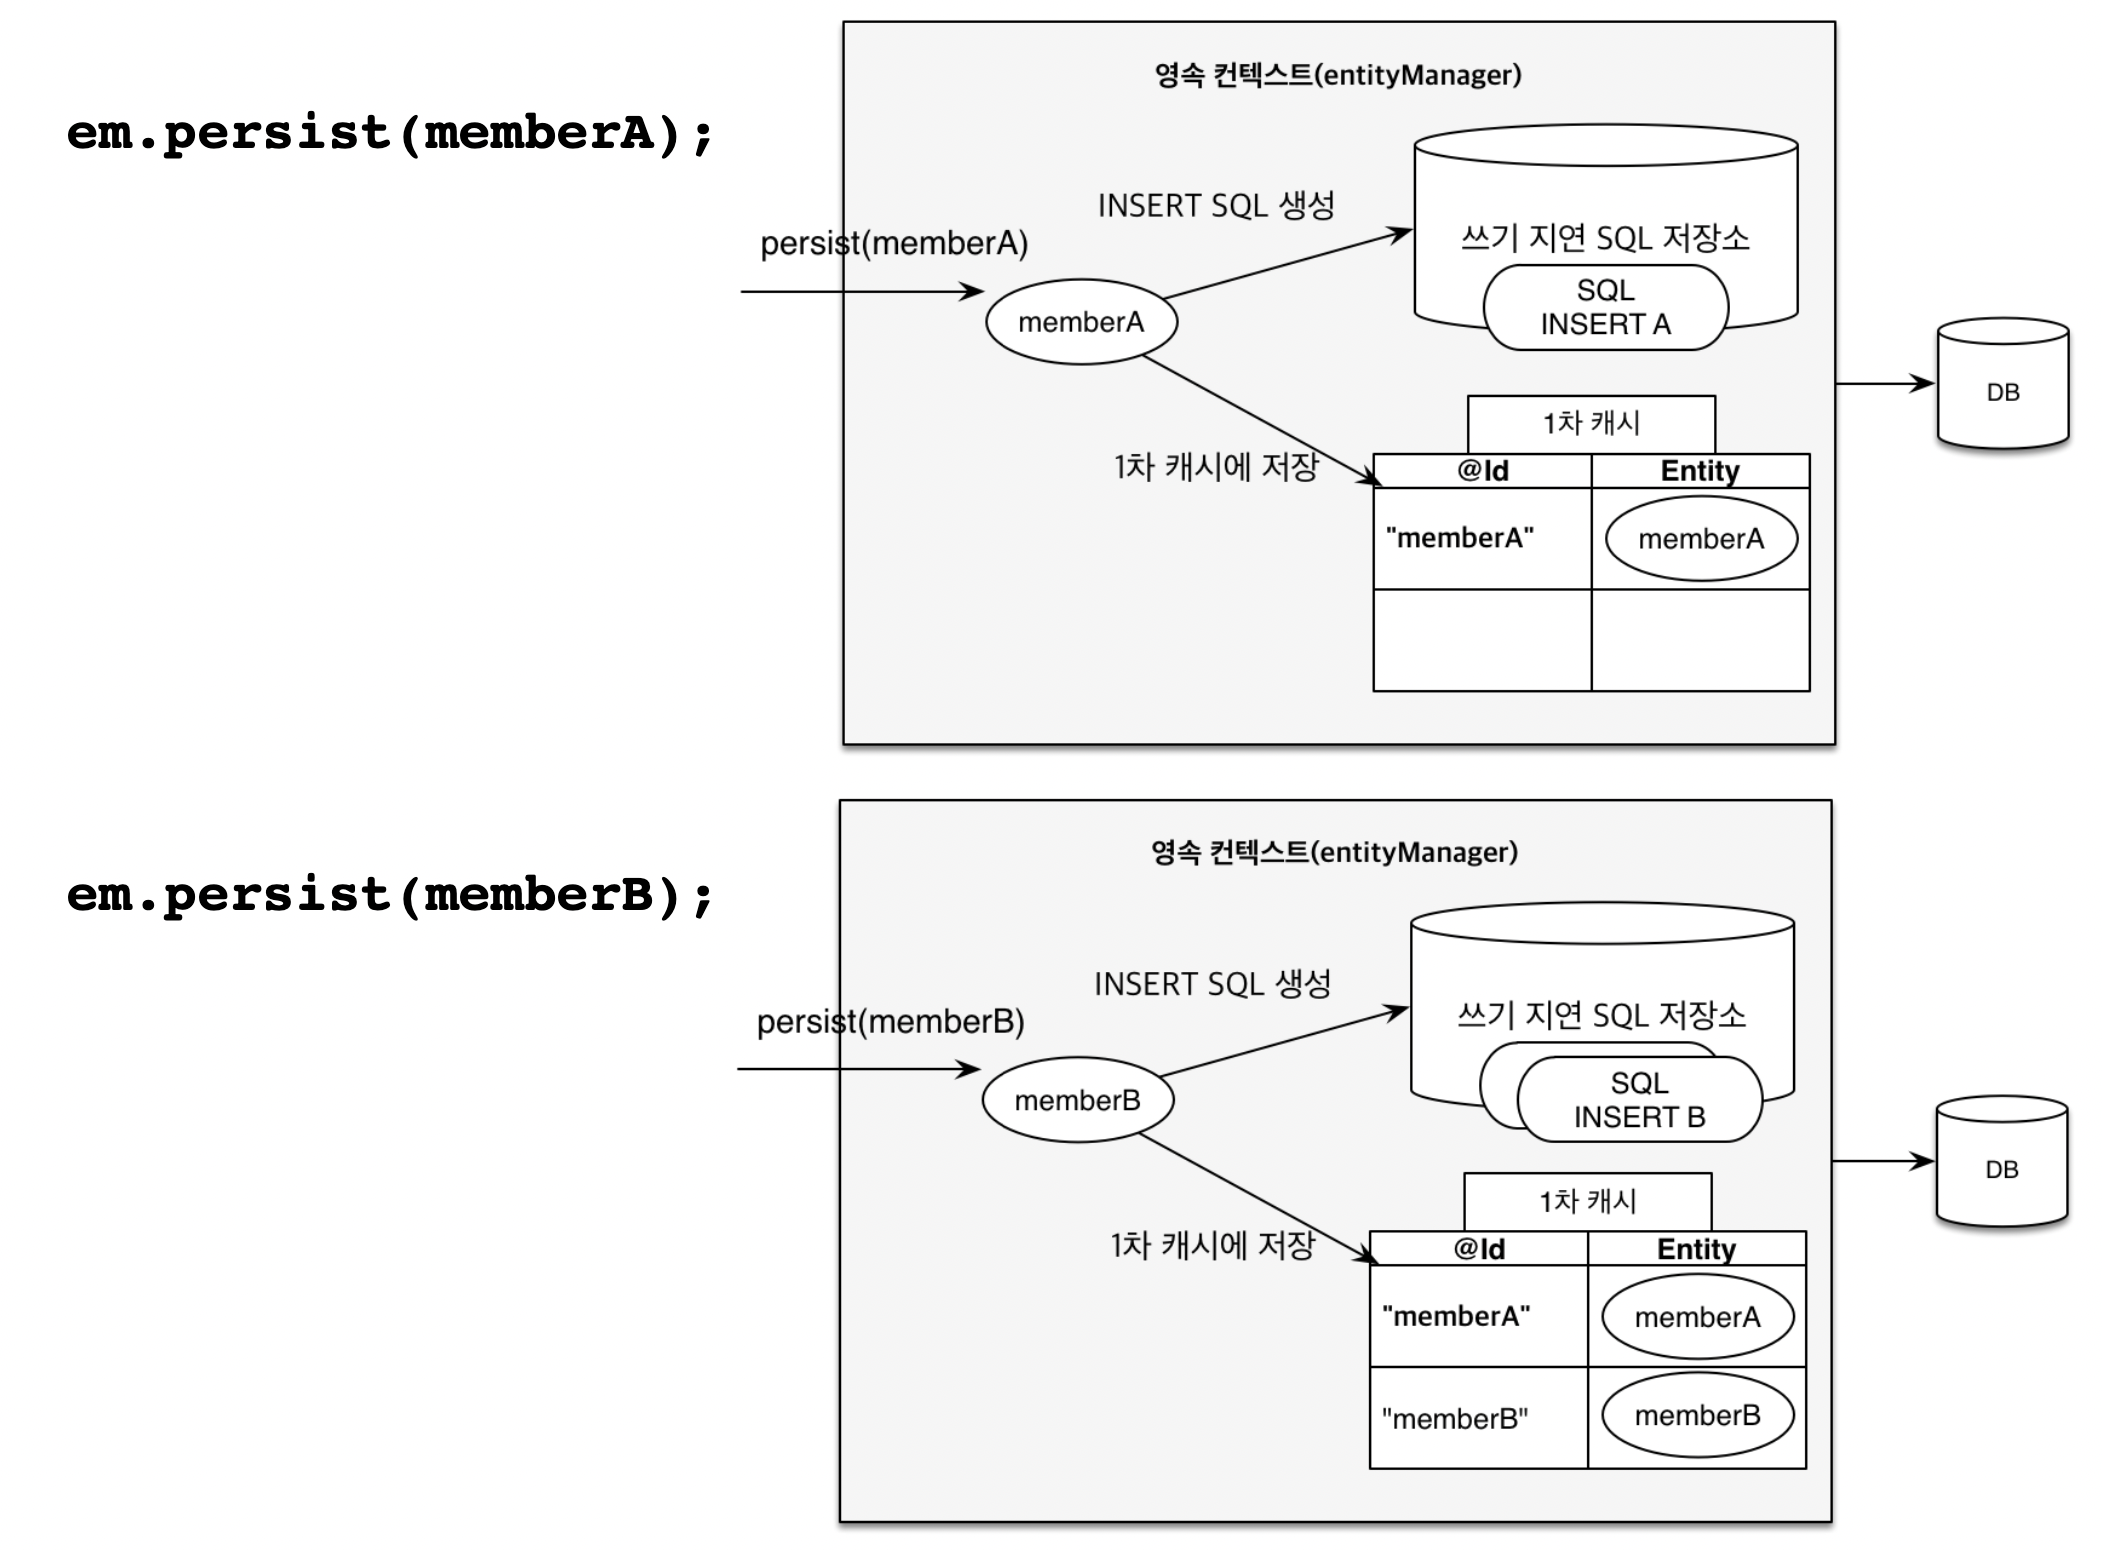 영속 컨텍스트(entityManager)
em.persist(memberA);
INSERT SQL 생성
persist(memberA)
쓰기 지연 SQL 저장소
SQL
INSERT A
memberA
DB
1차 캐시
1차 캐시에 저장
@Id Entity
"memberA" memberA
영속 컨텍스트(entityManager)
em.persist(memberB);
INSERT SQL 생성
persist(memberB)
쓰기 지연 SQL 저장소
SQL
INSERT B
memberB
DB
1차 캐시
1차 캐시에 저장
@Id Entity
"memberA" memberA
"memberB" memberB